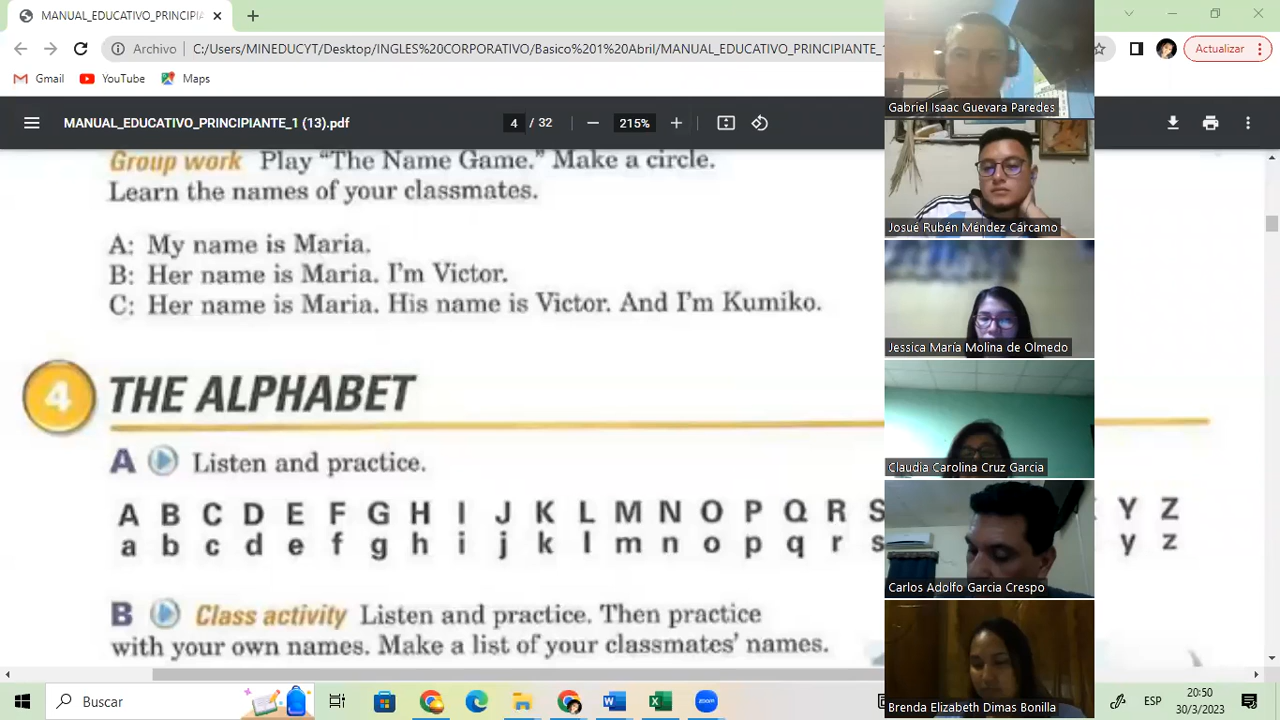 MANUAL_EDUCATIVO_PRINCIPIA
Archivo
C:/Users/MINEDUCYT/Desktop/INGLES%20CORPORATIVO/Basico%201%20Abril/MANUAL_EDUCATIVO_PRINCIPIANTE_1
Actualizar
Gmail
YouTube
Maps
MANUAL_EDUCATIVO_PRINCIPIANTE_1 (13).pdf
4 / 32
215%
Group work Play “The Name Game.” Make a circle.
Learn the names of your classmates.
A: My name is Maria.
B: Her name is Maria. I’m Victor.
C: Her name is Maria. His name is Victor. And I’m Kumiko.
4 THE ALPHABET
A Listen and practice.
A B C D E F G H I J K L M N O P Q R S Y Z
a b c d e f g h i j k l m n o p q r s y z
B Class activity Listen and practice. Then practice
with your own names. Make a list of your classmates’ names.
Gabriel Isaac Guevara Paredes
Josué Rubén Méndez Cárcamo
Jessica María Molina de Olmedo
Claudia Carolina Cruz Garcia
Carlos Adolfo Garcia Crespo
Brenda Elizabeth Dimas Bonilla
Buscar
ESP
20:50
30/3/2023